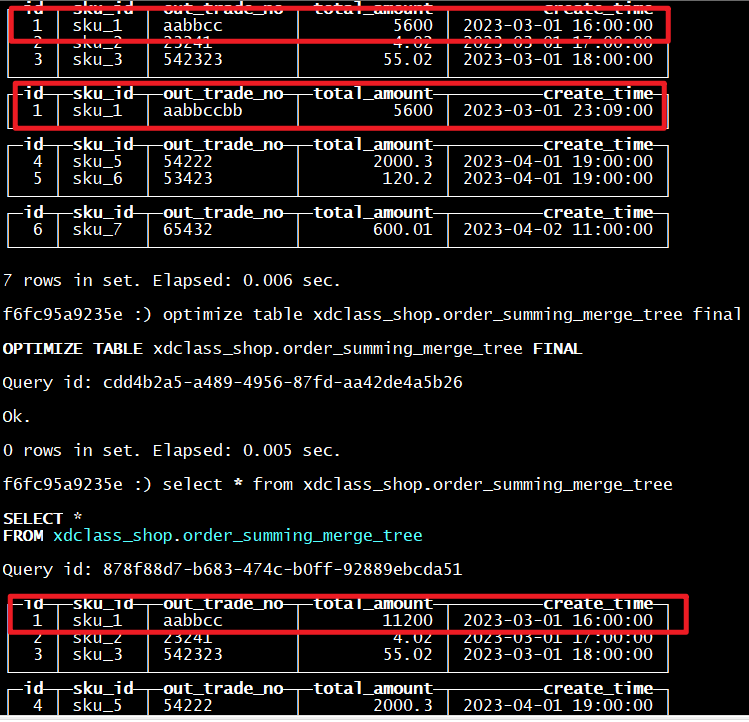 id sku_id out_trade_no total_amount create_time
1 sku_1 aabbcc 5600 2023-03-01 16:00:00
2 sku_2 23241 4.02 2023-03-01 17:00:00
3 sku_3 542323 55.02 2023-03-01 18:00:00
id sku_id out_trade_no total_amount create_time
1 sku_1 aabbccbb 5600 2023-03-01 23:09:00
id sku_id out_trade_no total_amount create_time
4 sku_5 54222 2000.3 2023-04-01 19:00:00
5 sku_6 53423 120.2 2023-04-01 19:00:00
id sku_id out_trade_no total_amount create_time
6 sku_7 65432 600.01 2023-04-02 11:00:00
7 rows in set. Elapsed: 0.006 sec.
f6fc95a9235e :) optimize table xdclass_shop.order_summing_merge_tree final
OPTIMIZE TABLE xdclass_shop.order_summing_merge_tree FINAL
Query id: cdd4b2a5-a489-4956-87fd-aa42de4a5b26
Ok.
0 rows in set. Elapsed: 0.005 sec.
f6fc95a9235e :) select * from xdclass_shop.order_summing_merge_tree
SELECT *
FROM xdclass_shop.order_summing_merge_tree
Query id: 878f88d7-b683-474c-b0ff-92889ebcda51
id sku_id out_trade_no total_amount create_time
1 sku_1 aabbcc 11200 2023-03-01 16:00:00
2 sku_2 23241 4.02 2023-03-01 17:00:00
3 sku_3 542323 55.02 2023-03-01 18:00:00
id sku_id out_trade_no total_amount create_time
4 sku_5 54222 2000.3 2023-04-01 19:00:00